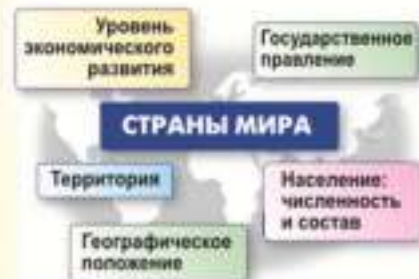 Уровень
экономического
развития
Государственное
правление
СТРАНЫ МИРА
Территория
Население:
численность
и состав
Географическое
положение